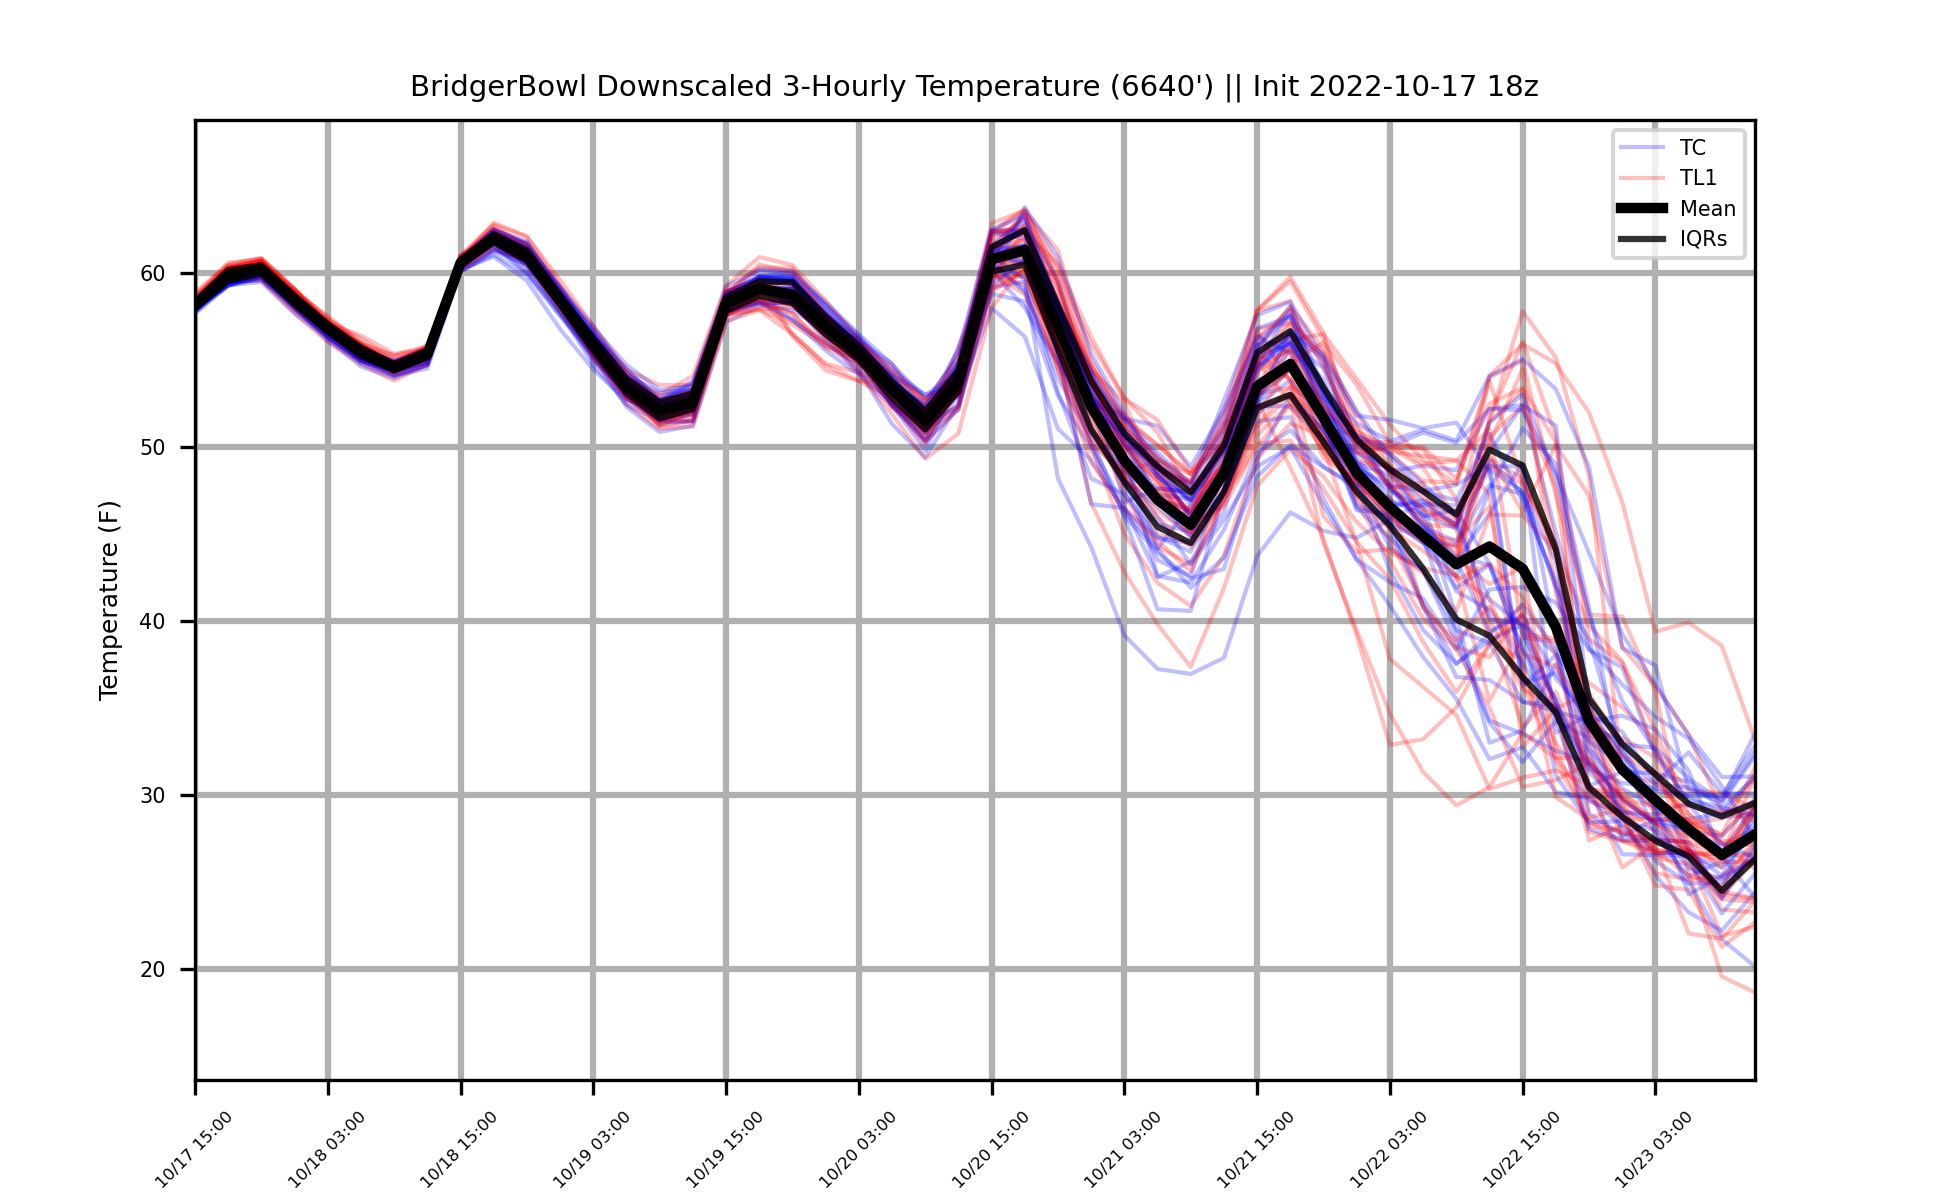 BridgerBowl Downscaled 3-Hourly Temperature (6640') || Init 2022-10-17 18z
TC
TL1
Mean
IQRs
Temperature (F)
60
50
40
30
20
10/17 15:00
10/18 03:00
10/18 15:00
10/19 03:00
10/19 15:00
10/20 03:00
10/20 15:00
10/21 03:00
10/21 15:00
10/22 03:00
10/22 15:00
10/23 03:00